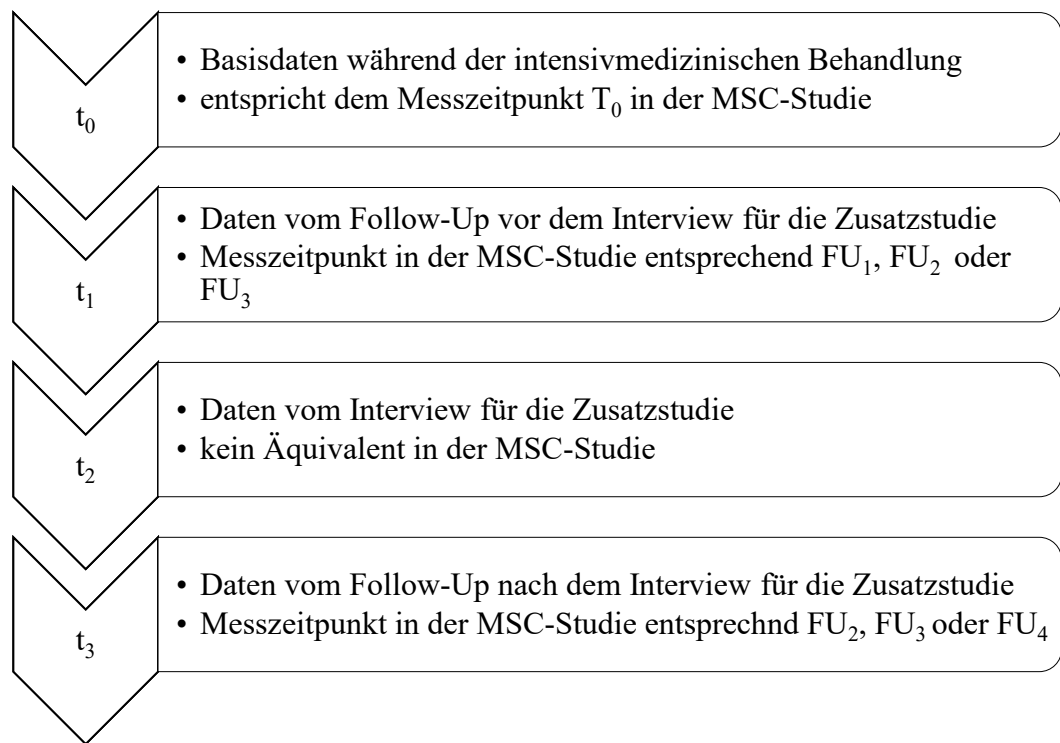 t₀
• Basisdaten während der intensivmedizinischen Behandlung
• entspricht dem Messzeitpunkt T₀ in der MSC-Studie
t₁
• Daten vom Follow-Up vor dem Interview für die Zusatzstudie
• Messzeitpunkt in der MSC-Studie entsprechend FU₁, FU₂ oder
FU₃
t₂
• Daten vom Interview für die Zusatzstudie
• kein Äquivalent in der MSC-Studie
t₃
• Daten vom Follow-Up nach dem Interview für die Zusatzstudie
• Messzeitpunkt in der MSC-Studie entsprechnd FU₂, FU₃ oder FU₄